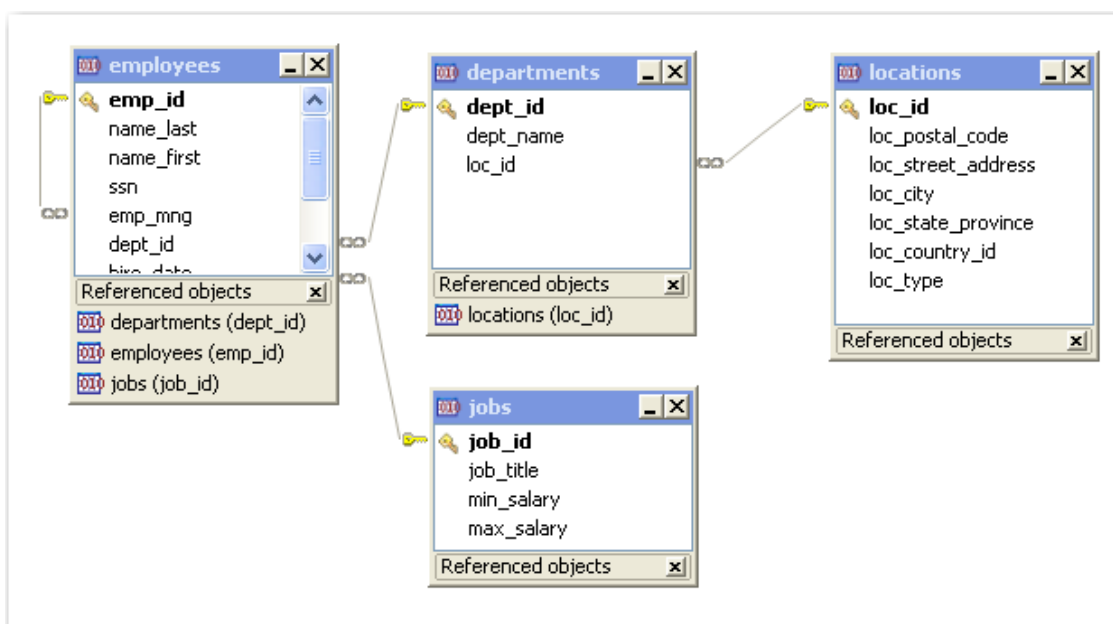 employees
emp_id
name_last
name_first
ssn
emp_mng
dept_id
hire_date
Referenced objects
departments (dept_id)
employees (emp_id)
jobs (job_id)
departments
dept_id
dept_name
loc_id
Referenced objects
locations (loc_id)
locations
loc_id
loc_postal_code
loc_street_address
loc_city
loc_state_province
loc_country_id
loc_type
Referenced objects
jobs
job_id
job_title
min_salary
max_salary
Referenced objects